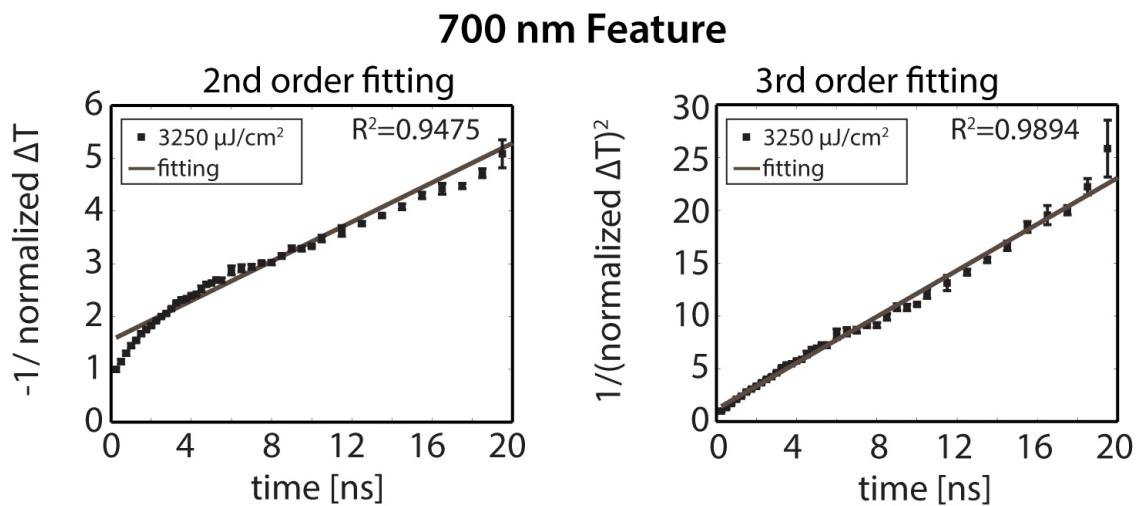 700 nm Feature
2nd order fitting
-1/ normalized ΔT
6
5
4
3
2
1
0
3250 μJ/cm²
fitting
R²=0.9475
0 4 8 12 16 20
time [ns]
3rd order fitting
1/(normalized ΔT)²
30
25
20
15
10
5
0
3250 μJ/cm²
fitting
R²=0.9894
0 4 8 12 16 20
time [ns]